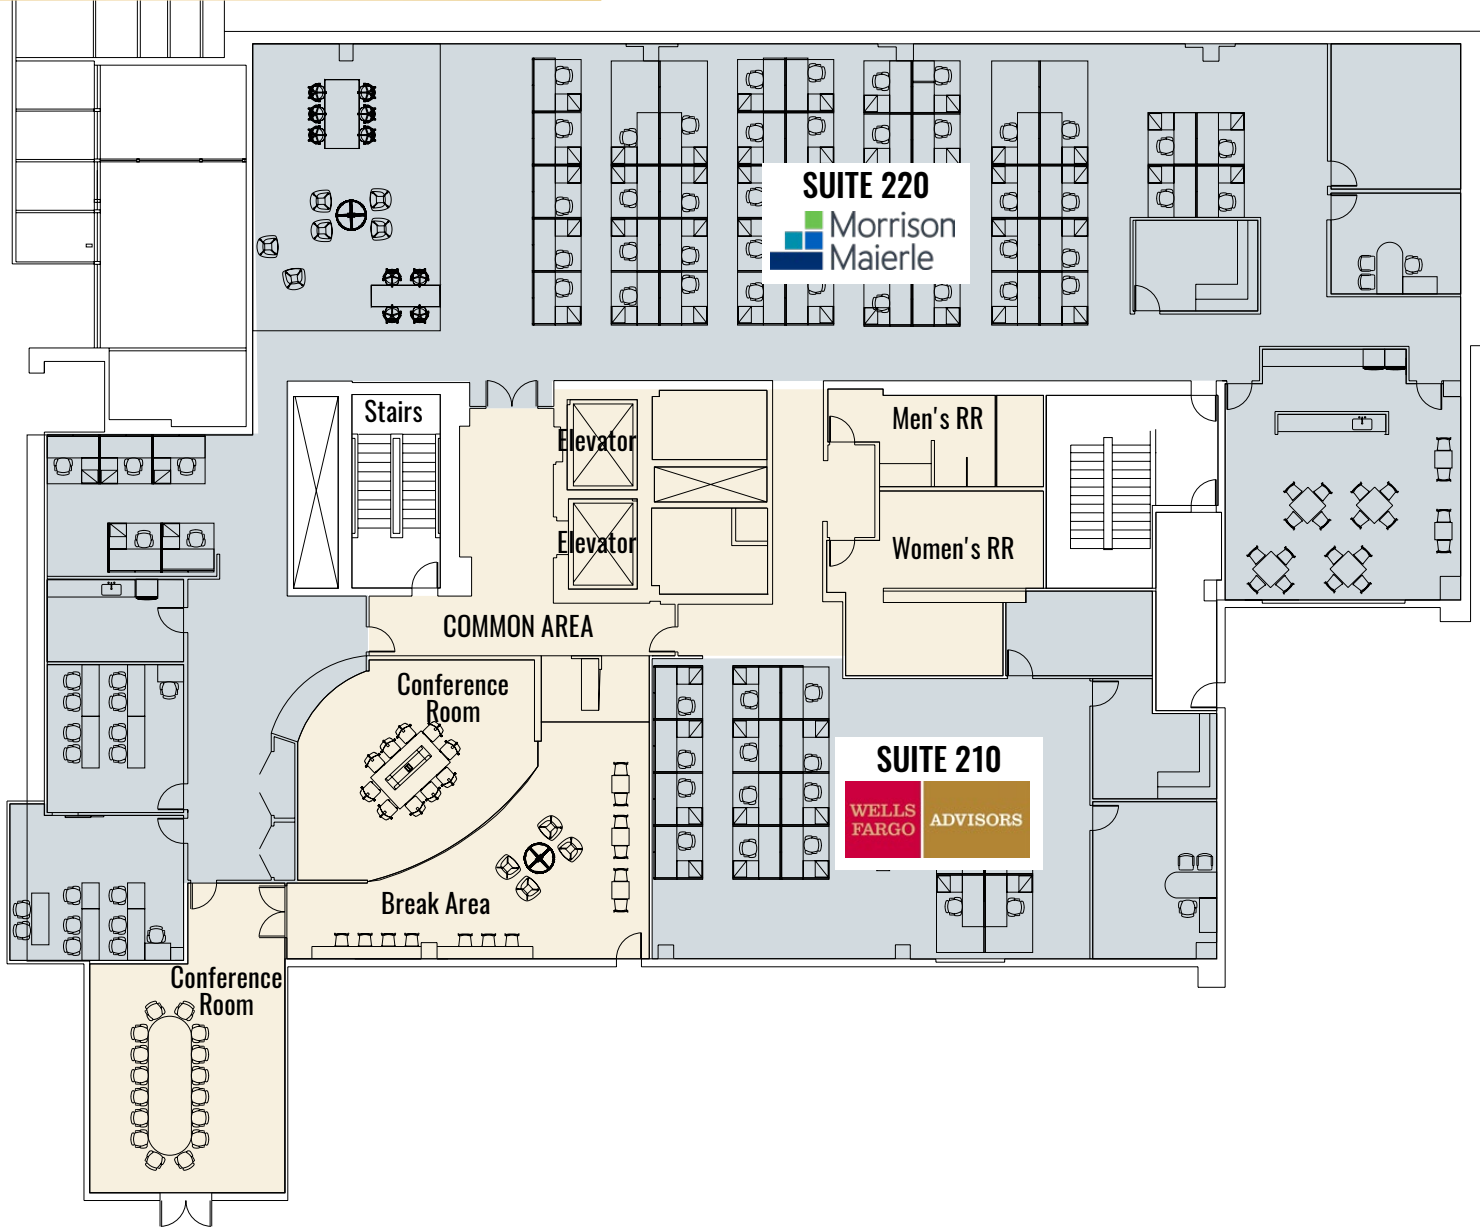 SUITE 220
Morrison
Maierle
Stairs
Elevator
Men's RR
Elevator
Women's RR
COMMON AREA
Conference
Room
SUITE 210
WELLS
FARGO
ADVISORS
Break Area
Conference
Room